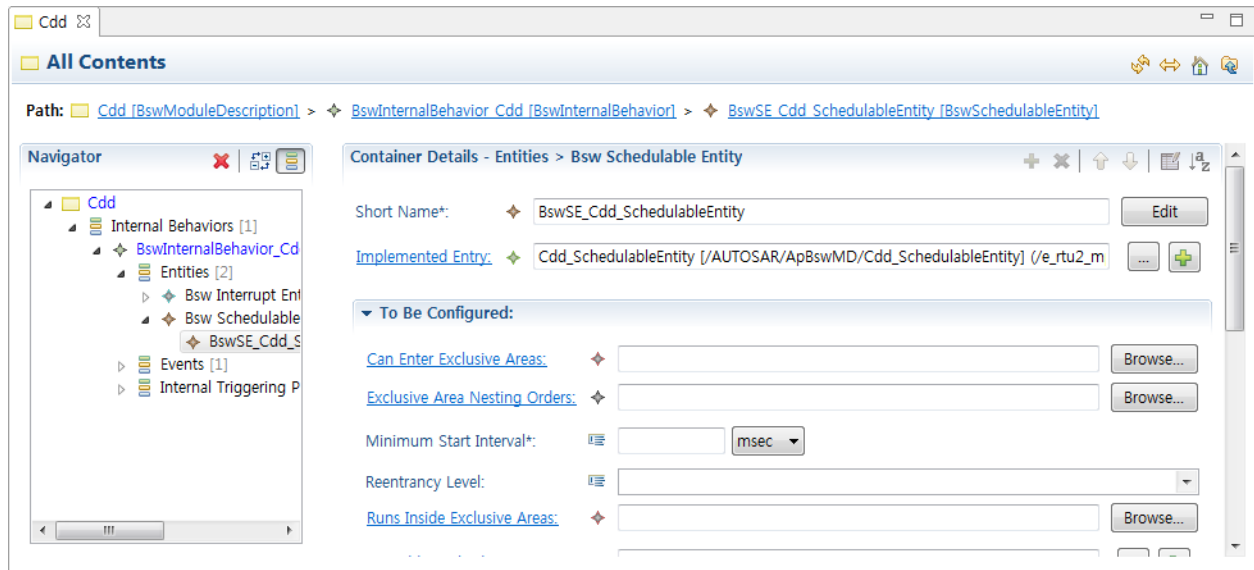 Cdd
All Contents
Path: Cdd [BswModuleDescription] > BswInternalBehavior_Cdd [BswInternalBehavior] > BswSE_Cdd_SchedulableEntity [BswSchedulableEntity]
Navigator
Cdd
Internal Behaviors [1]
BswInternalBehavior_Cd
Entities [2]
Bsw Interrupt Ent
Bsw Schedulable
BswSE_Cdd_S
Events [1]
Internal Triggering P
Container Details - Entities > Bsw Schedulable Entity
Short Name*: BswSE_Cdd_SchedulableEntity Edit
Implemented Entry: Cdd_SchedulableEntity [/AUTOSAR/ApBswMD/Cdd_SchedulableEntity] (/e_rtu2_m ...
To Be Configured:
Can Enter Exclusive Areas: Browse...
Exclusive Area Nesting Orders: Browse...
Minimum Start Interval*: msec
Reentrancy Level:
Runs Inside Exclusive Areas: Browse...